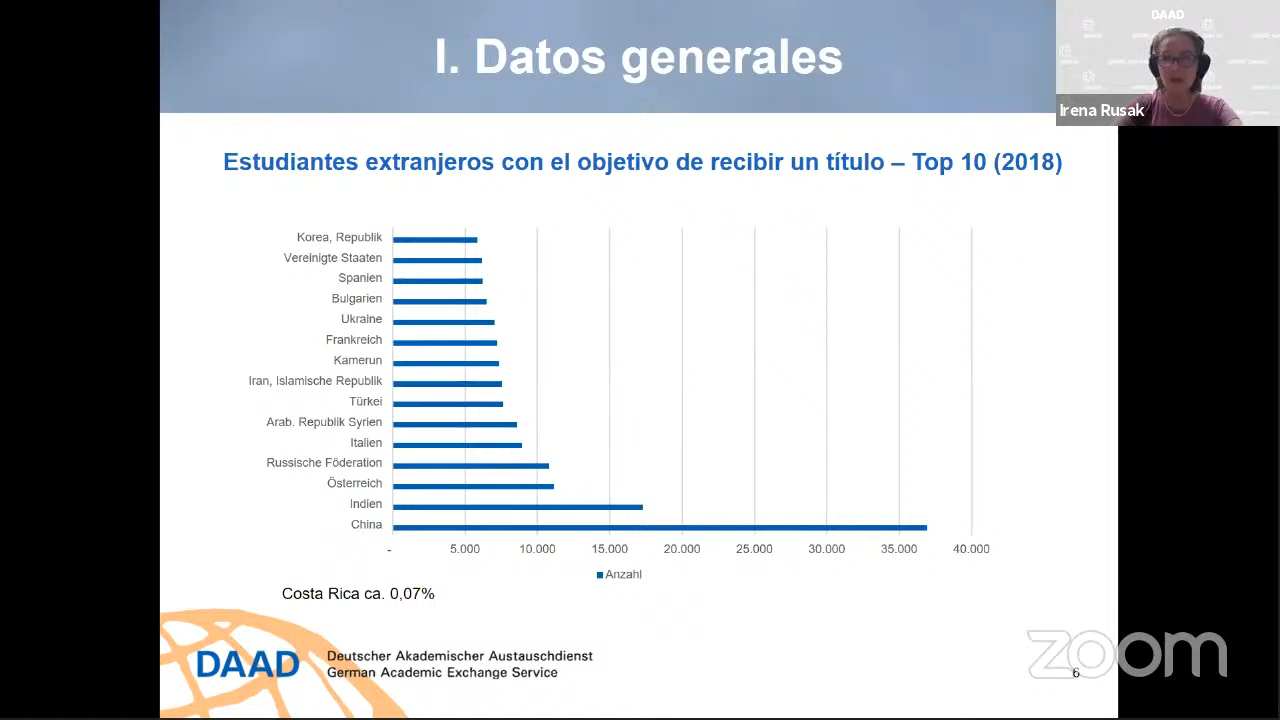 I. Datos generales
DAAD
Irena Rusak
Estudiantes extranjeros con el objetivo de recibir un título – Top 10 (2018)
Korea, Republik
Vereinigte Staaten
Spanien
Bulgarien
Ukraine
Frankreich
Kamerun
Iran, Islamische Republik
Türkei
Arab. Republik Syrien
Italien
Russische Föderation
Österreich
Indien
China
- 5.000 10.000 15.000 20.000 25.000 30.000 35.000 40.000
Anzahl
Costa Rica ca. 0,07%
DAAD
Deutscher Akademischer Austauschdienst
German Academic Exchange Service
zoom
6